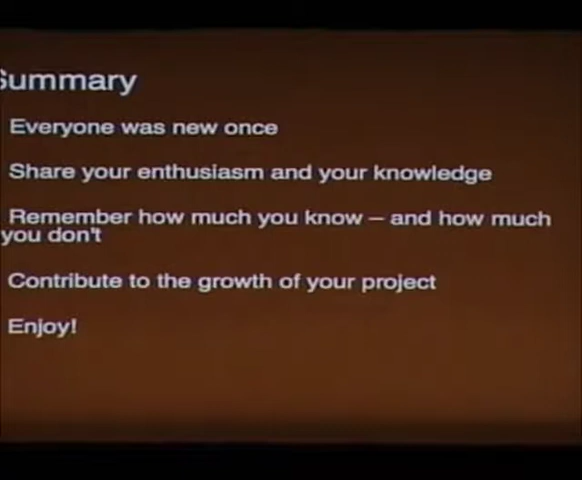 Summary
Everyone was new once
Share your enthusiasm and your knowledge
Remember how much you know – and how much
you don't
Contribute to the growth of your project
Enjoy!